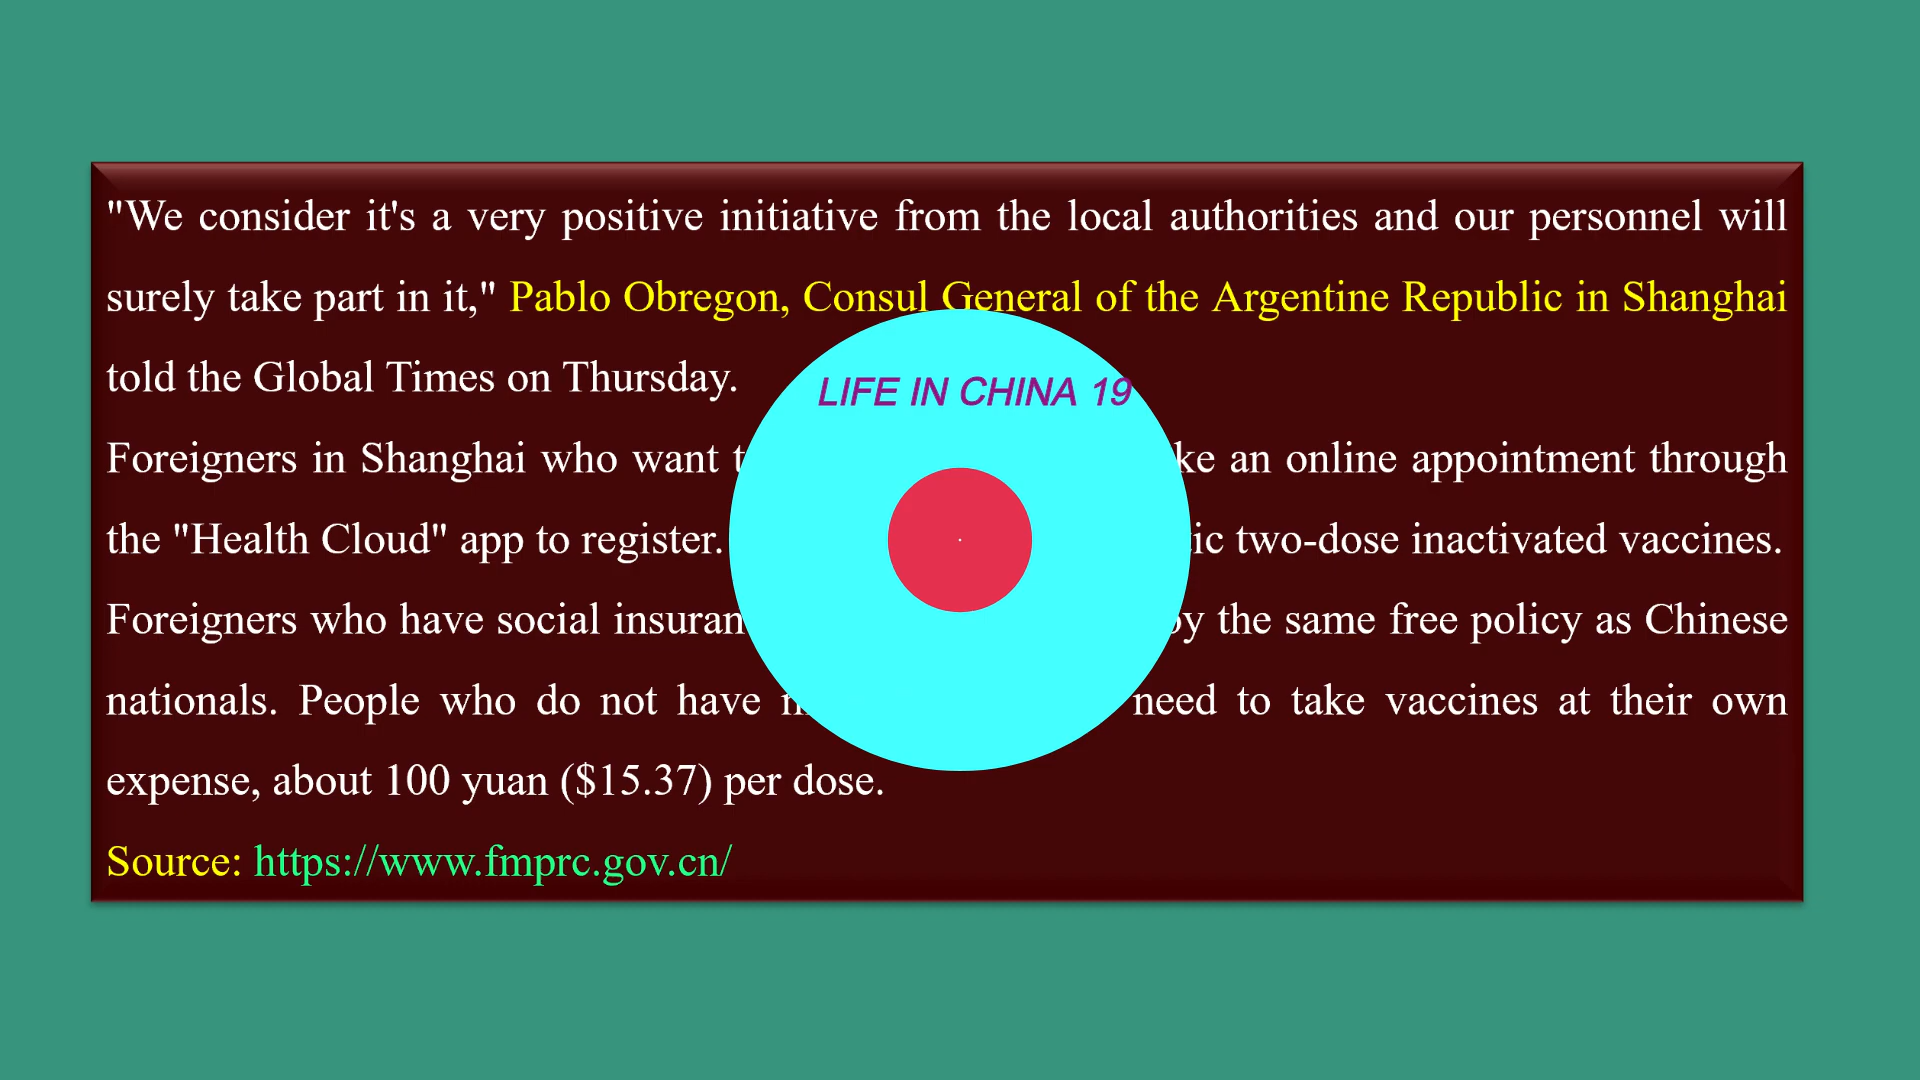 "We consider it's a very positive initiative from the local authorities and our personnel will
surely take part in it," Pablo Obregon, Consul General of the Argentine Republic in Shanghai
told the Global Times on Thursday.
LIFE IN CHINA 19
Foreigners in Shanghai who want an online appointment through
the "Health Cloud" app to register. two-dose inactivated vaccines.
Foreigners who have social the same free policy as Chinese
nationals. People who do not have need to take vaccines at their own
expense, about 100 yuan ($15.37) per dose.
Source: https://www.fmprc.gov.cn/